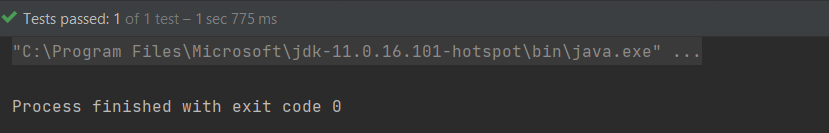 Tests passed: 1 of 1 test – 1 sec 775 ms
"C:\Program Files\Microsoft\jdk-11.0.16.101-hotspot\bin\java.exe" ...
Process finished with exit code 0